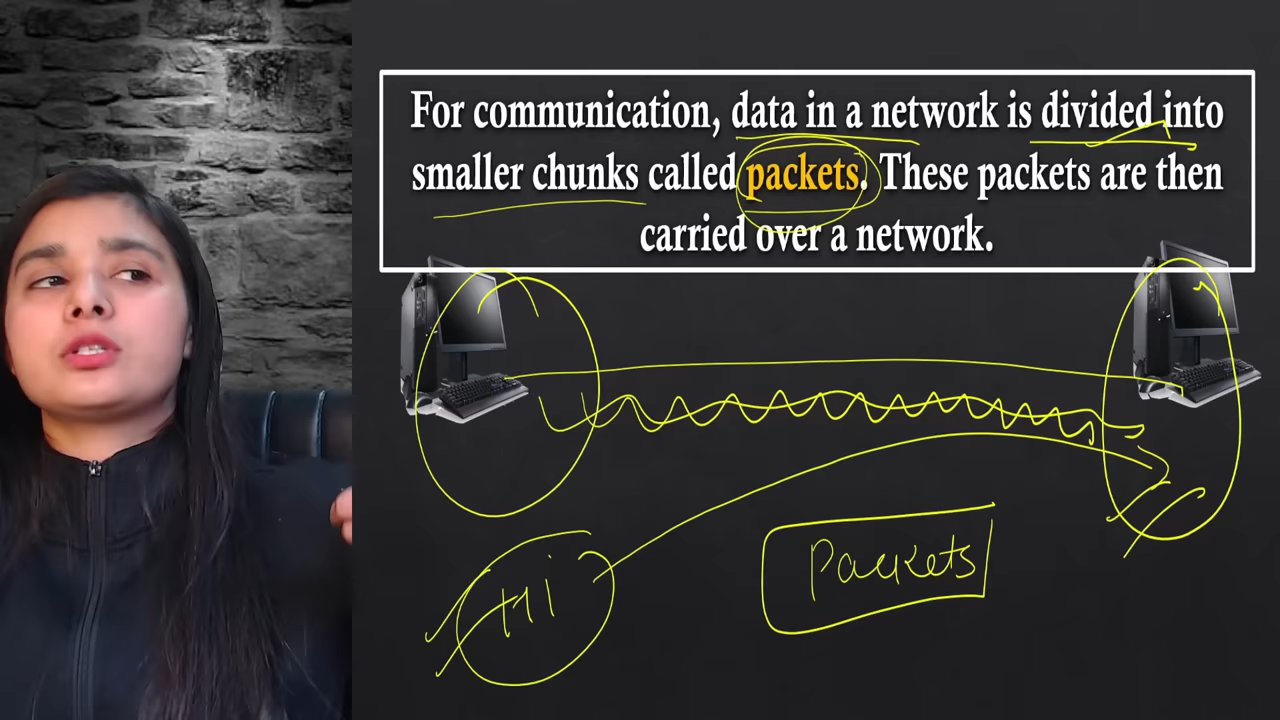 For communication, data in a network is divided into
smaller chunks called packets. These packets are then
carried over a network.
Hi
Packets